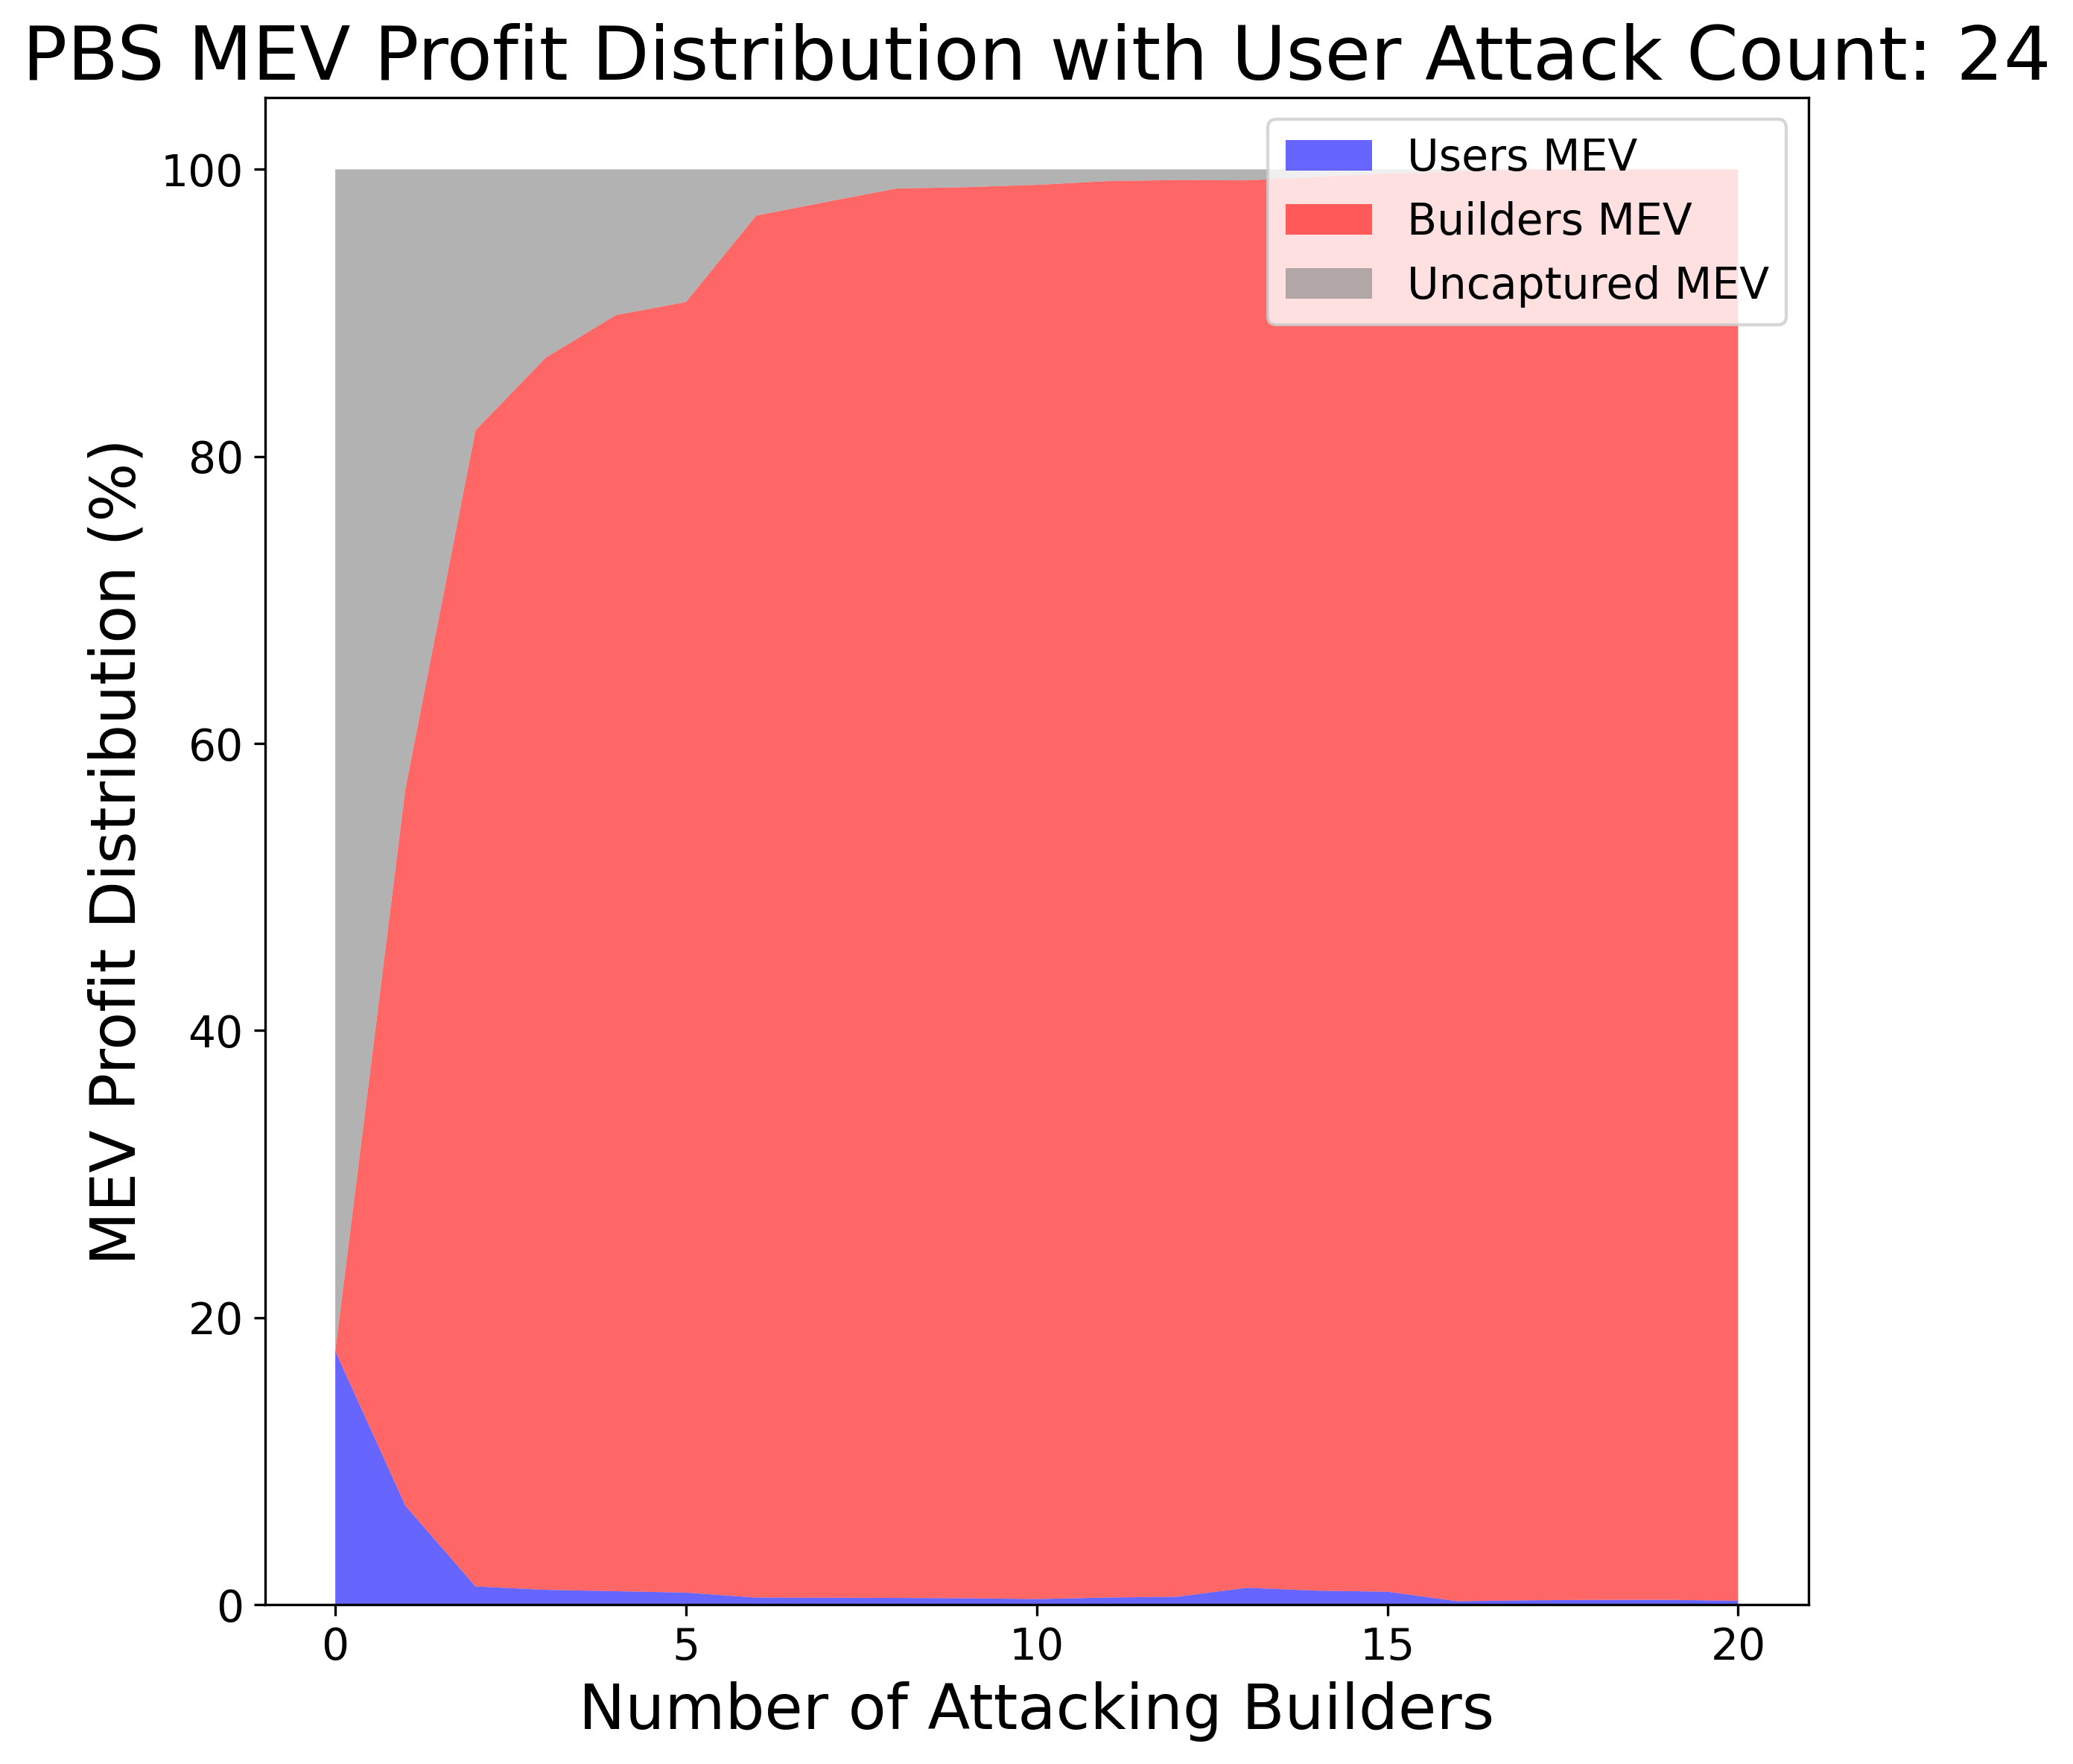 PBS MEV Profit Distribution with User Attack Count: 24
MEV Profit Distribution (%)
100
80
60
40
20
0
Users MEV
Builders MEV
Uncaptured MEV
0 5 10 15 20
Number of Attacking Builders